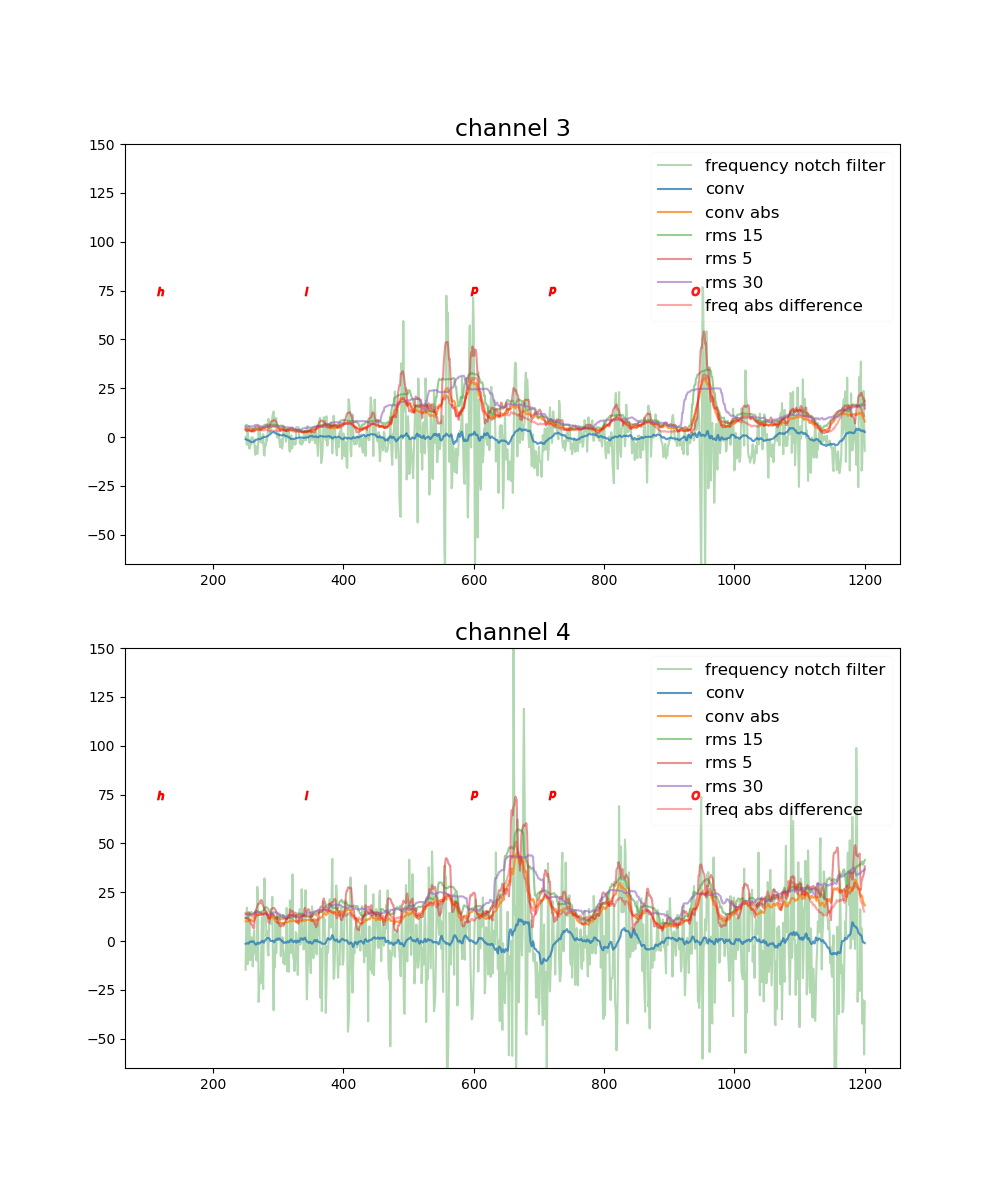 channel 3
150
125
100
75
50
25
0
−25
−50
h l p p O
frequency notch filter
conv
conv abs
rms 15
rms 5
rms 30
freq abs difference
200 400 600 800 1000 1200
channel 4
150
125
100
75
50
25
0
−25
−50
h l p p O
frequency notch filter
conv
conv abs
rms 15
rms 5
rms 30
freq abs difference
200 400 600 800 1000 1200